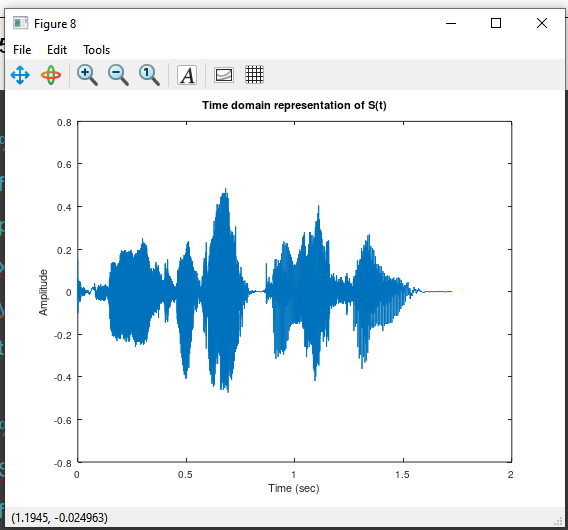 Figure 8
File Edit Tools
1 A
Time domain representation of S(t)
0.8
0.6
0.4
0.2
0
-0.2
-0.4
-0.6
-0.8
Amplitude
0 0.5 1 1.5 2
Time (sec)
(1.1945, -0.024963)